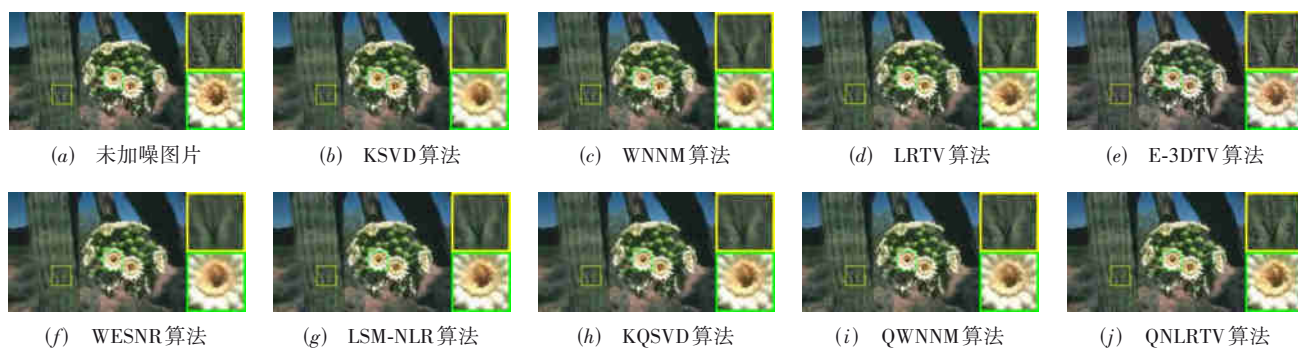 (a) 未加噪图片
(b) KSVD算法
(c) WNNM算法
(d) LRTV算法
(e) E-3DTV算法
(f) WESNR算法
(g) LSM-NLR算法
(h) KQSVD算法
(i) QWNNM算法
(j) QNLRTV算法